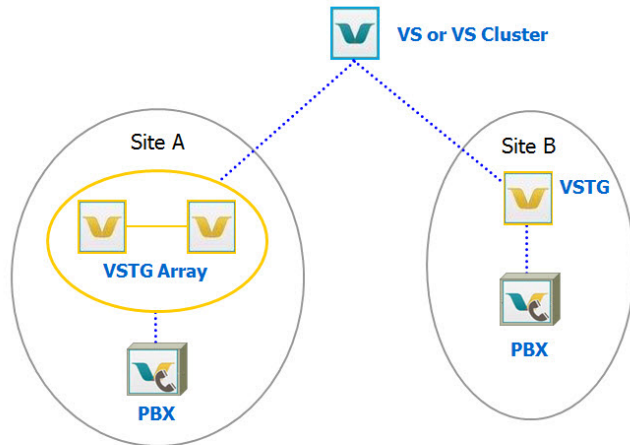 VS or VS Cluster
Site A
VSTG Array
PBX
Site B
VSTG
PBX